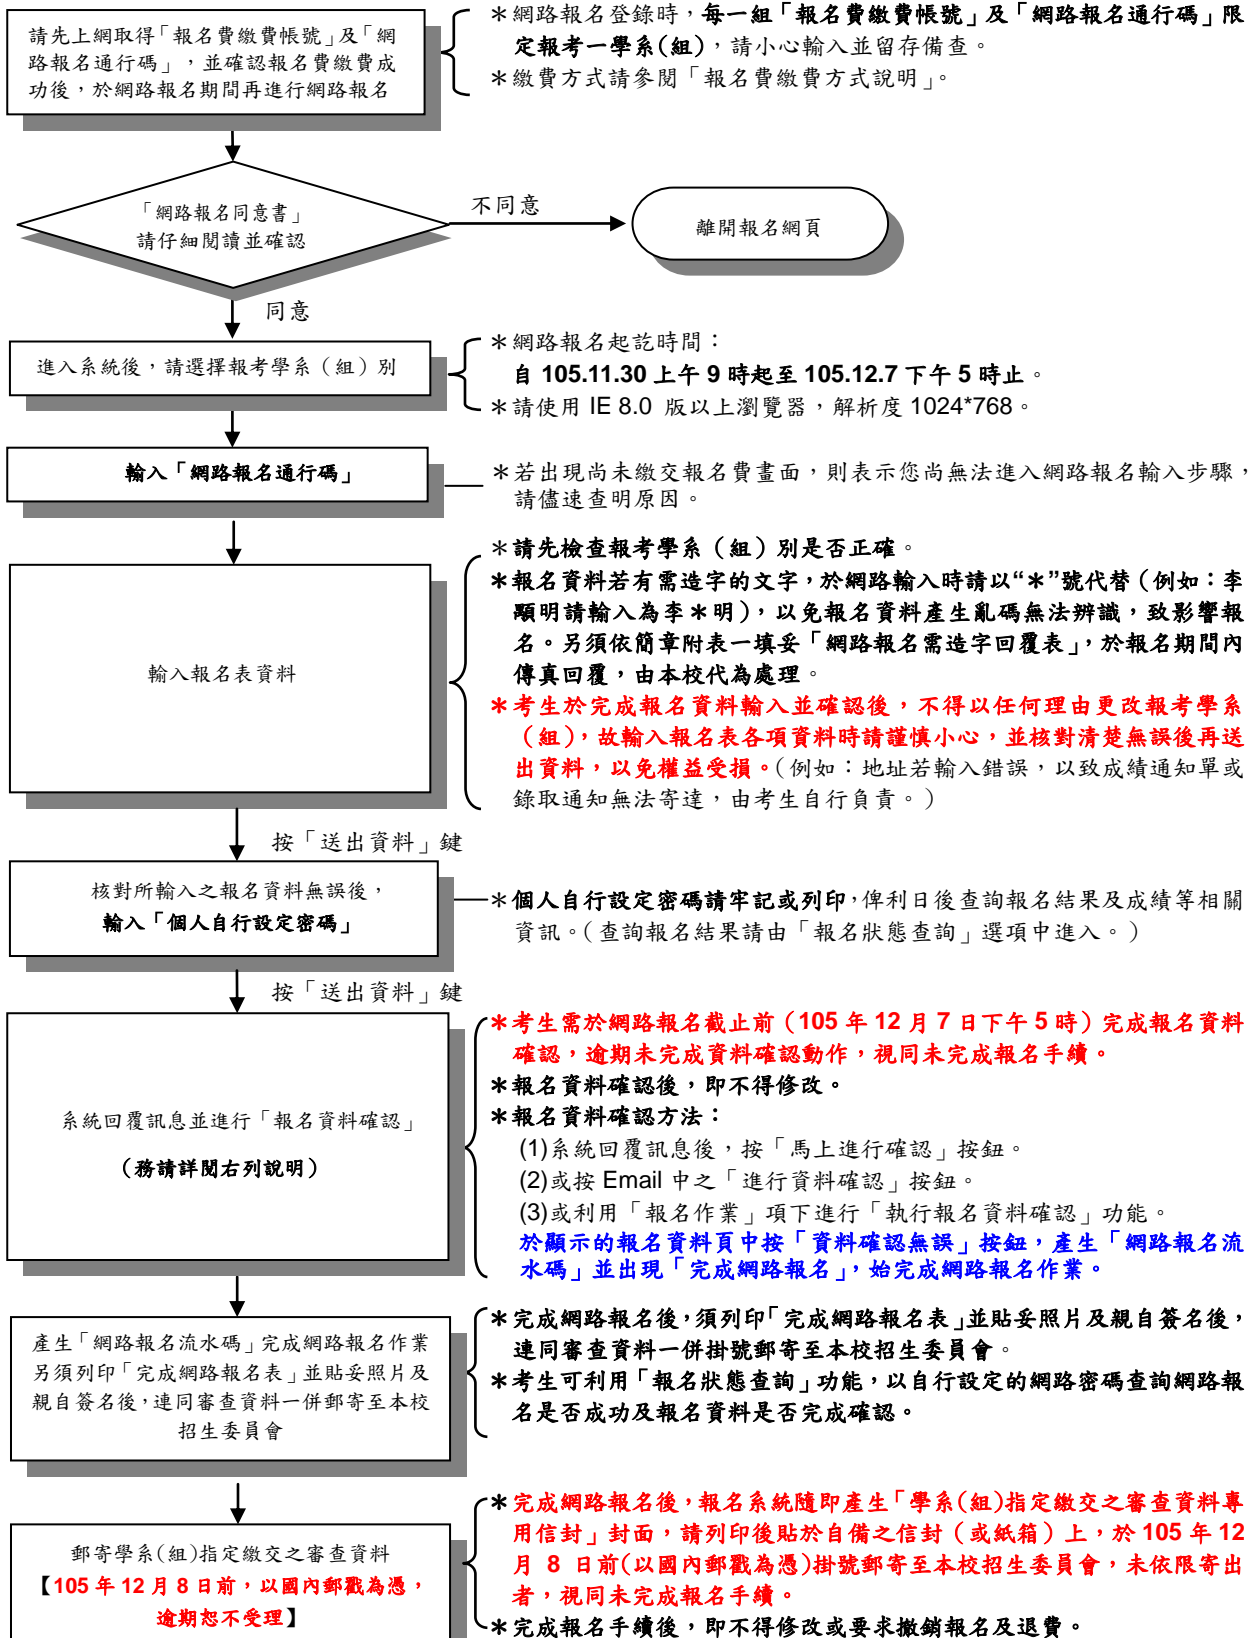 請先上網取得「報名費繳費帳號」及「網
路報名通行碼」，並確認報名費繳費成
功後，於網路報名期間再進行網路報名
＊網路報名登錄時，每一組「報名費繳費帳號」及「網路報名通行碼」限
定報考一學系(組)，請小心輸入並留存備查。
＊繳費方式請參閱「報名費繳費方式說明」。
「網路報名同意書」
請仔細閱讀並確認
不同意
離開報名網頁
同意
進入系統後，請選擇報考學系（組）別
＊網路報名起訖時間：
自 105.11.30 上午 9 時起至 105.12.7 下午 5 時止。
＊請使用 IE 8.0 版以上瀏覽器，解析度 1024*768。
輸入「網路報名通行碼」
＊若出現尚未繳交報名費畫面，則表示您尚無法進入網路報名輸入步驟，
請儘速查明原因。
輸入報名表資料
＊請先檢查報考學系（組）別是否正確。
＊報名資料若有需造字的文字，於網路輸入時請以“＊”號代替（例如：李
顯明請輸入為李＊明），以免報名資料產生亂碼無法辨識，致影響報
名。另須依簡章附表一填妥「網路報名需造字回覆表」，於報名期間內
傳真回覆，由本校代為處理。
＊考生於完成報名資料輸入並確認後，不得以任何理由更改報考學系
（組），故輸入報名表各項資料時請謹慎小心，並核對清楚無誤後再送
出資料，以免權益受損。（例如：地址若輸入錯誤，以致成績通知單或
錄取通知無法寄達，由考生自行負責。）
按「送出資料」鍵
核對所輸入之報名資料無誤後，
輸入「個人自行設定密碼」
＊個人自行設定密碼請牢記或列印，俾利日後查詢報名結果及成績等相關
資訊。（查詢報名結果請由「報名狀態查詢」選項中進入。）
按「送出資料」鍵
系統回覆訊息並進行「報名資料確認」
（務請詳閱右列說明）
＊考生需於網路報名截止前（105 年 12 月 7 日下午 5 時）完成報名資料
確認，逾期未完成資料確認動作，視同未完成報名手續。
＊報名資料確認後，即不得修改。
＊報名資料確認方法：
(1)系統回覆訊息後，按「馬上進行確認」按鈕。
(2)或按 Email 中之「進行資料確認」按鈕。
(3)或利用「報名作業」項下進行「執行報名資料確認」功能。
於顯示的報名資料頁中按「資料確認無誤」按鈕，產生「網路報名流
水碼」並出現「完成網路報名」，始完成網路報名作業。
產生「網路報名流水碼」完成網路報名作業
另須列印「完成網路報名表」並貼妥照片及
親自簽名後，連同審查資料一併郵寄至本校
招生委員會
＊完成網路報名後，須列印「完成網路報名表」並貼妥照片及親自簽名後，
連同審查資料一併掛號郵寄至本校招生委員會。
＊考生可利用「報名狀態查詢」功能，以自行設定的網路密碼查詢網路報
名是否成功及報名資料是否完成確認。
郵寄學系(組)指定繳交之審查資料
【105 年 12 月 8 日前，以國內郵戳為憑，
逾期恕不受理】
＊完成網路報名後，報名系統隨即產生「學系(組)指定繳交之審查資料專
用信封」封面，請列印後貼於自備之信封（或紙箱）上，於 105 年 12
月 8 日前(以國內郵戳為憑)掛號郵寄至本校招生委員會，未依限寄出
者，視同未完成報名手續。
＊完成報名手續後，即不得修改或要求撤銷報名及退費。